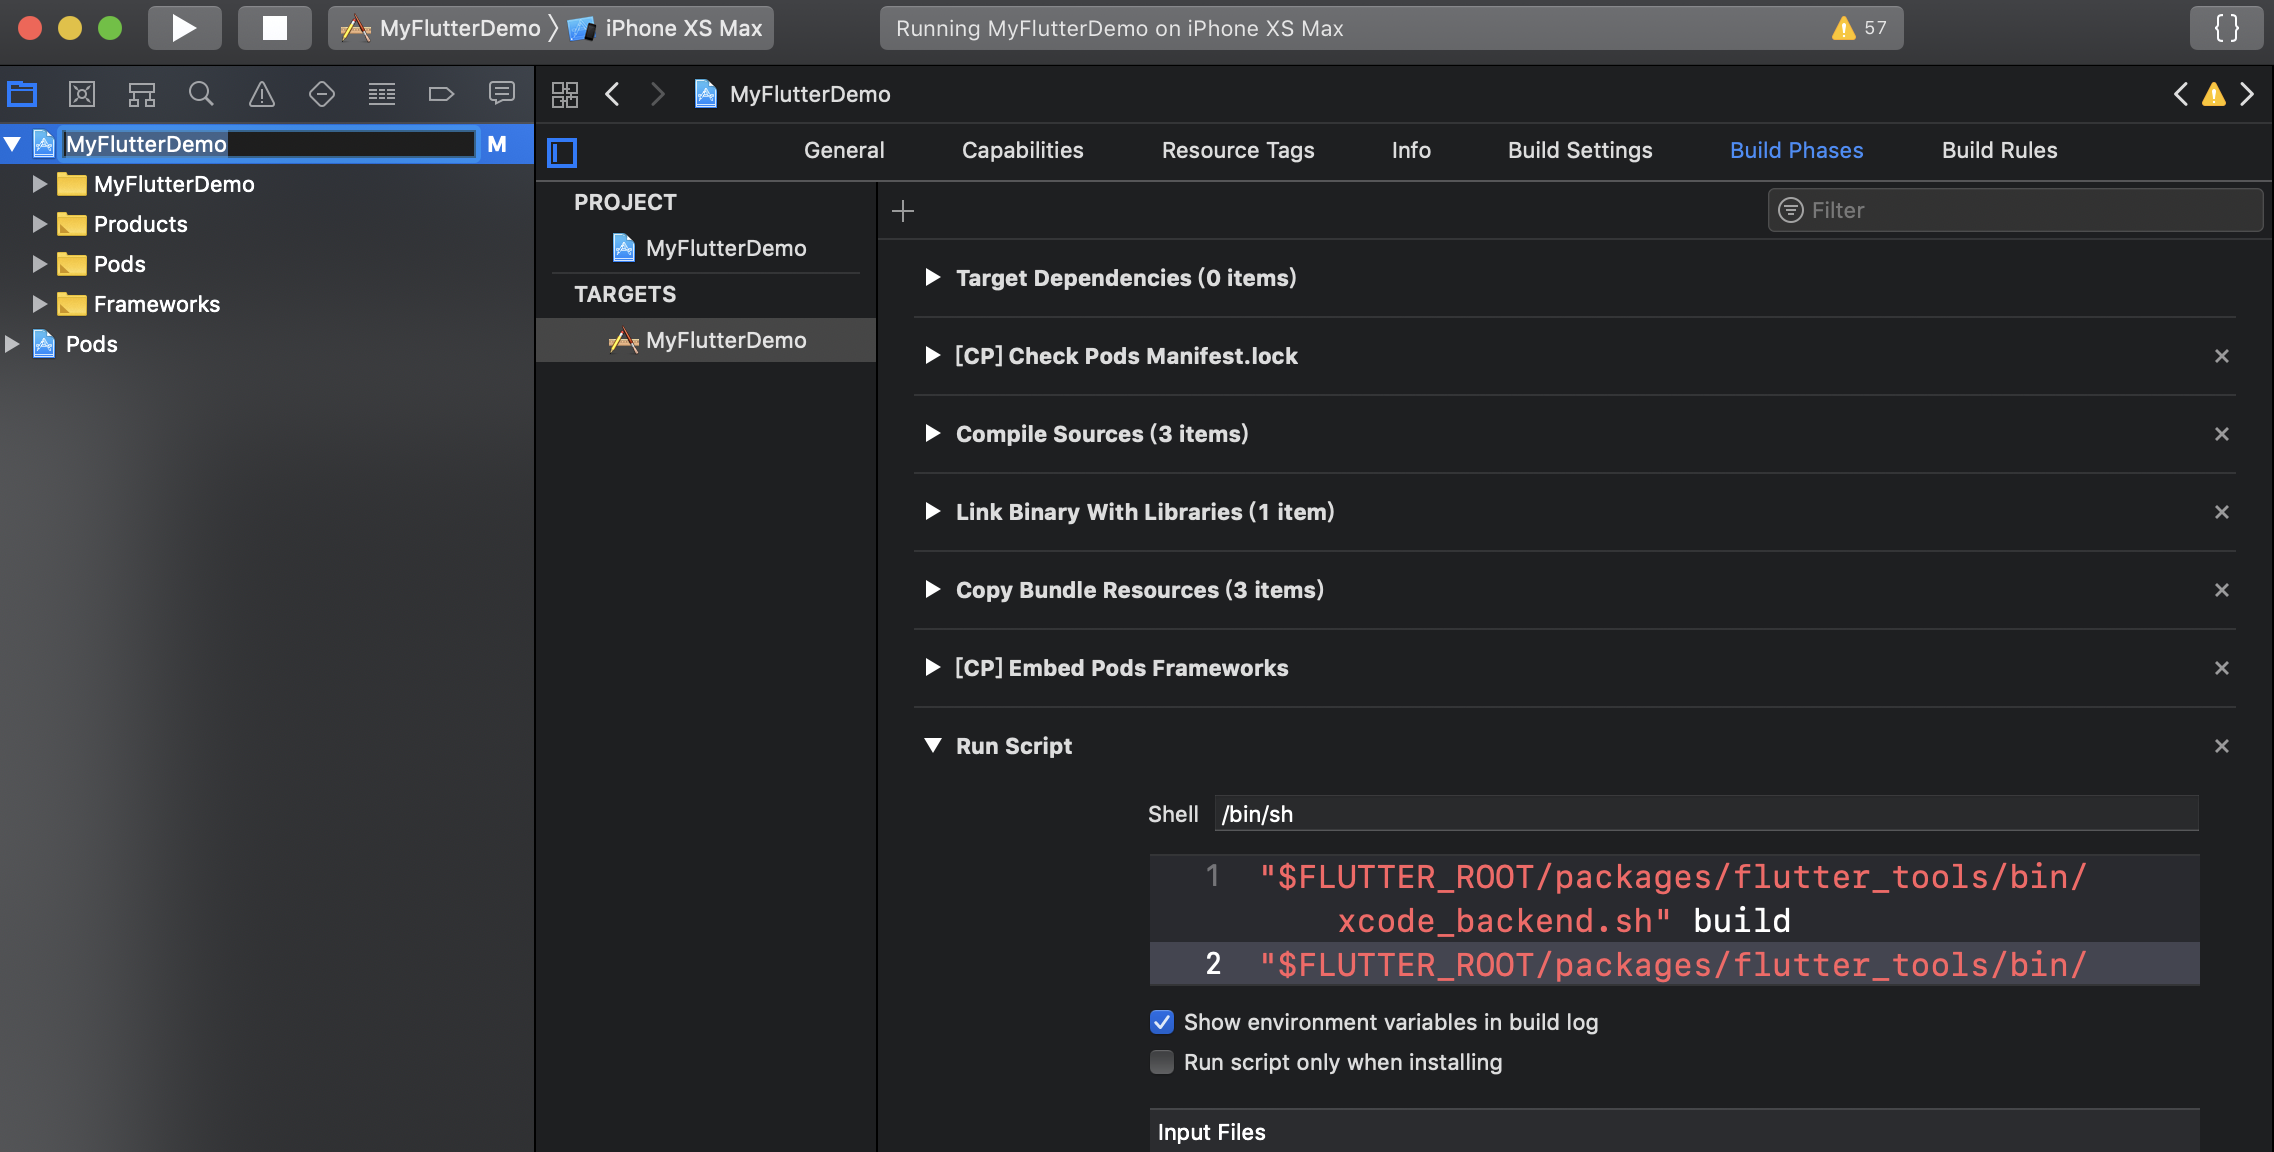 MyFlutterDemo
iPhone XS Max
Running MyFlutterDemo on iPhone XS Max
57
{}
MyFlutterDemo
MyFlutterDemo
M
MyFlutterDemo
Products
Pods
Frameworks
Pods
General
Capabilities
Resource Tags
Info
Build Settings
Build Phases
Build Rules
PROJECT
MyFlutterDemo
TARGETS
MyFlutterDemo
Filter
Target Dependencies (0 items)
[CP] Check Pods Manifest.lock
Compile Sources (3 items)
Link Binary With Libraries (1 item)
Copy Bundle Resources (3 items)
[CP] Embed Pods Frameworks
Run Script
Shell /bin/sh
1 "$FLUTTER_ROOT/packages/flutter_tools/bin/
xcode_backend.sh" build
2 "$FLUTTER_ROOT/packages/flutter_tools/bin/
Show environment variables in build log
Run script only when installing
Input Files